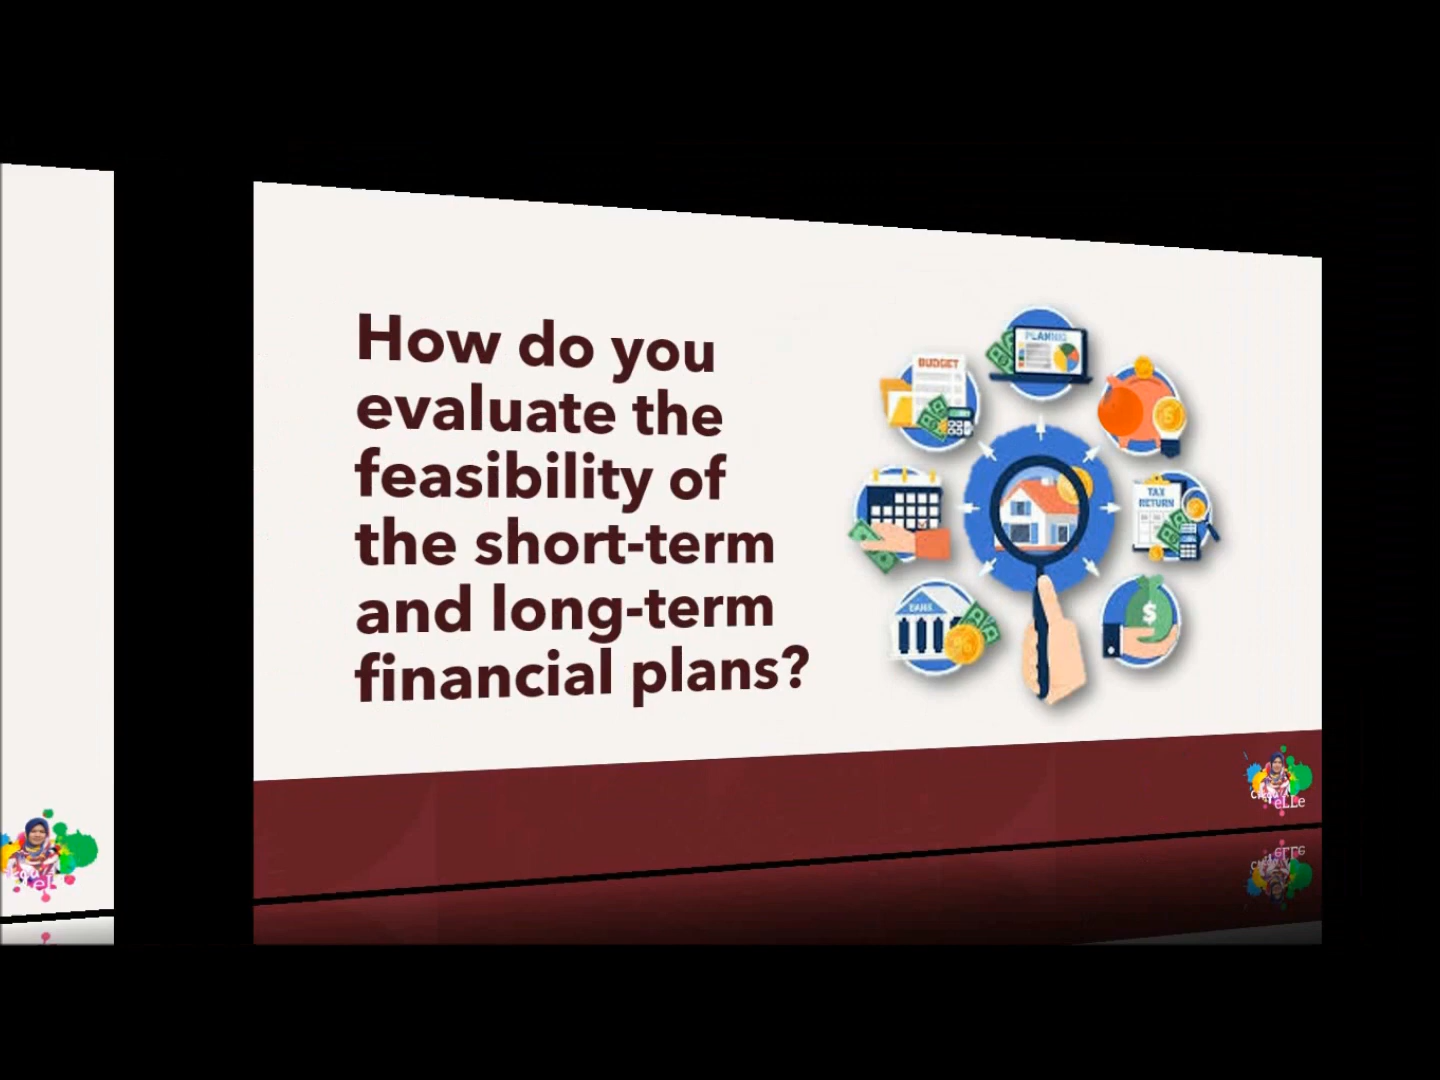 How do you
evaluate the
feasibility of
the short-term
and long-term
financial plans?
PLANNING
BUDGET
TAX
RETURN
BANK
$
eLLe